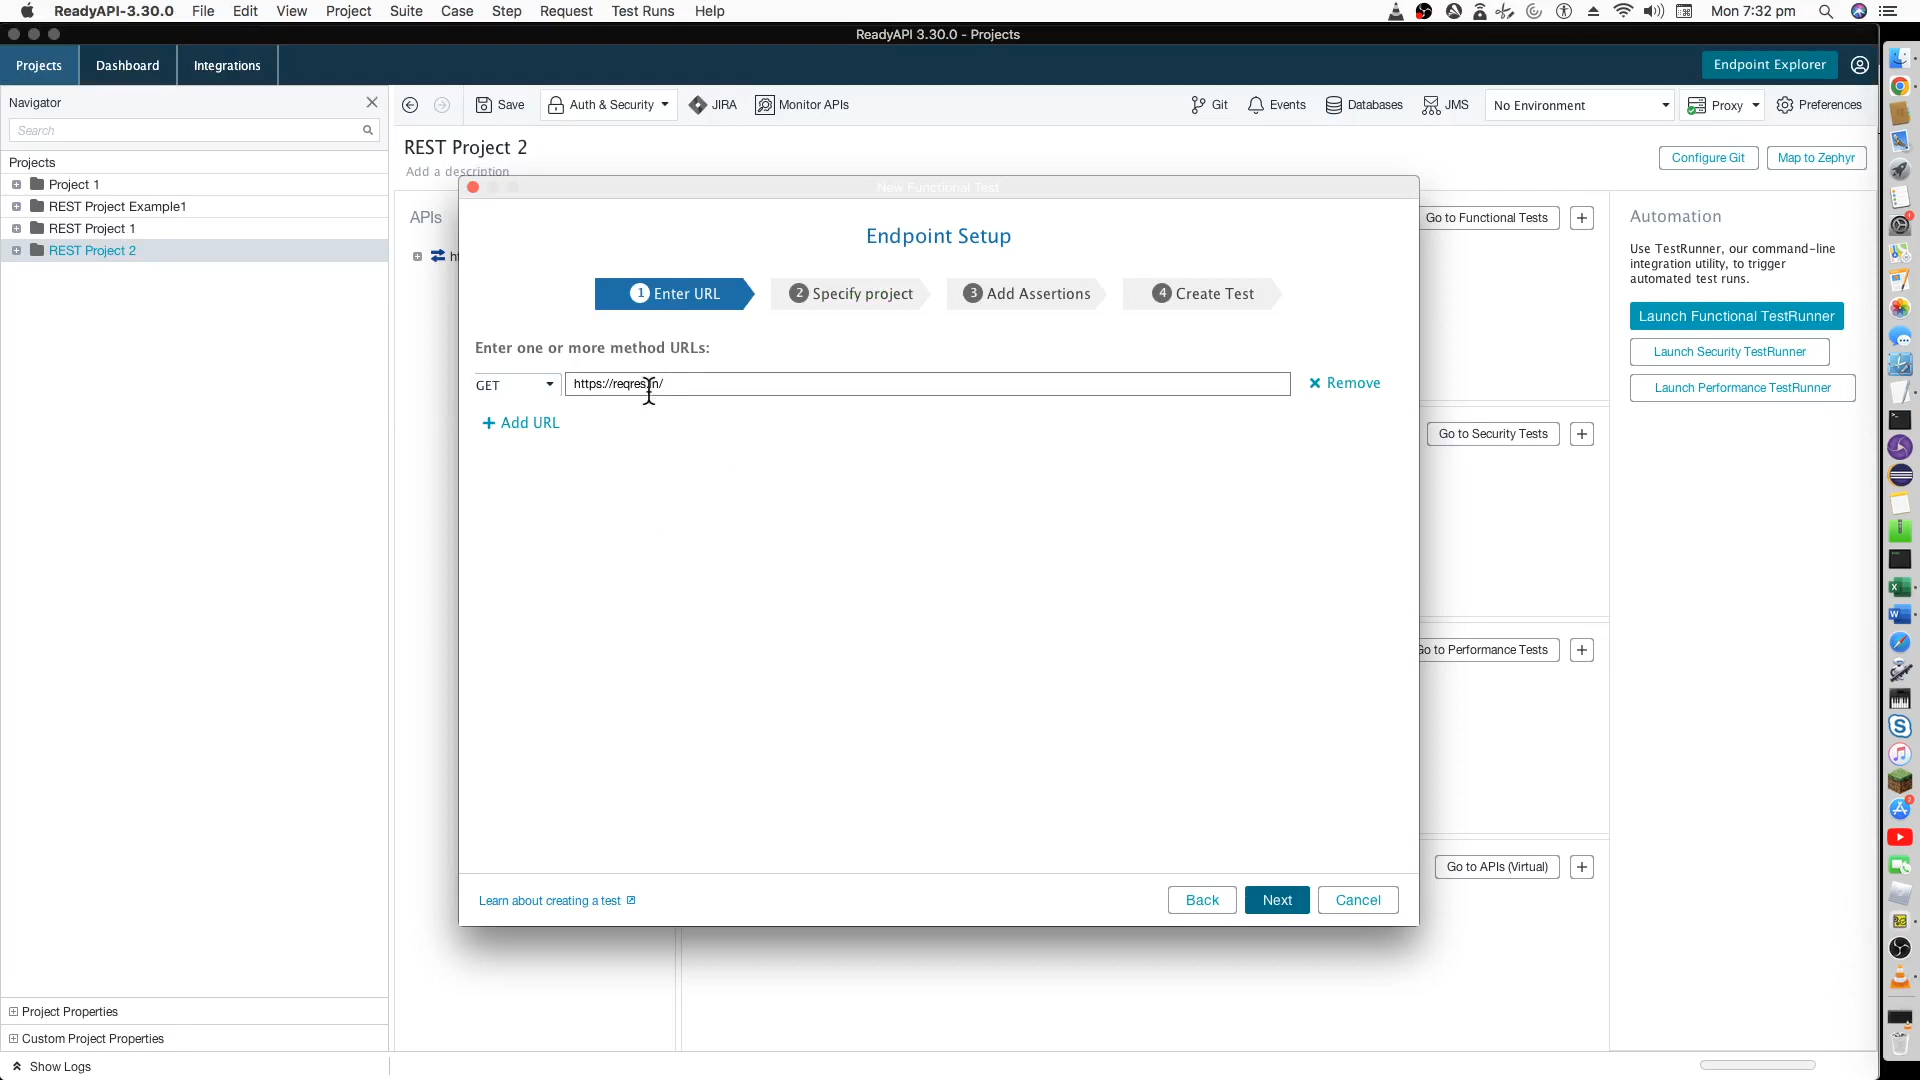 ReadyAPI-3.30.0 File Edit View Project Suite Case Step Request Test Runs Help
Mon 7:32 pm
ReadyAPI 3.30.0 - Projects
Projects Dashboard Integrations
Endpoint Explorer
Navigator
Save Auth & Security JIRA Monitor APIs
Git Events Databases JMS No Environment Proxy Preferences
Search
REST Project 2
Add a description
Configure Git Map to Zephyr
Projects
Project 1
REST Project Example1
REST Project 1
REST Project 2
New Functional Test
APIs
Go to Functional Tests
Automation
Use TestRunner, our command-line
integration utility, to trigger
automated test runs.
Launch Functional TestRunner
Launch Security TestRunner
Launch Performance TestRunner
Endpoint Setup
1 Enter URL
2 Specify project
3 Add Assertions
4 Create Test
Enter one or more method URLs:
GET https://reqres.in/ Remove
Add URL
Go to Security Tests
Go to Performance Tests
Go to APIs (Virtual)
Learn about creating a test
Back Next Cancel
Project Properties
Custom Project Properties
Show Logs